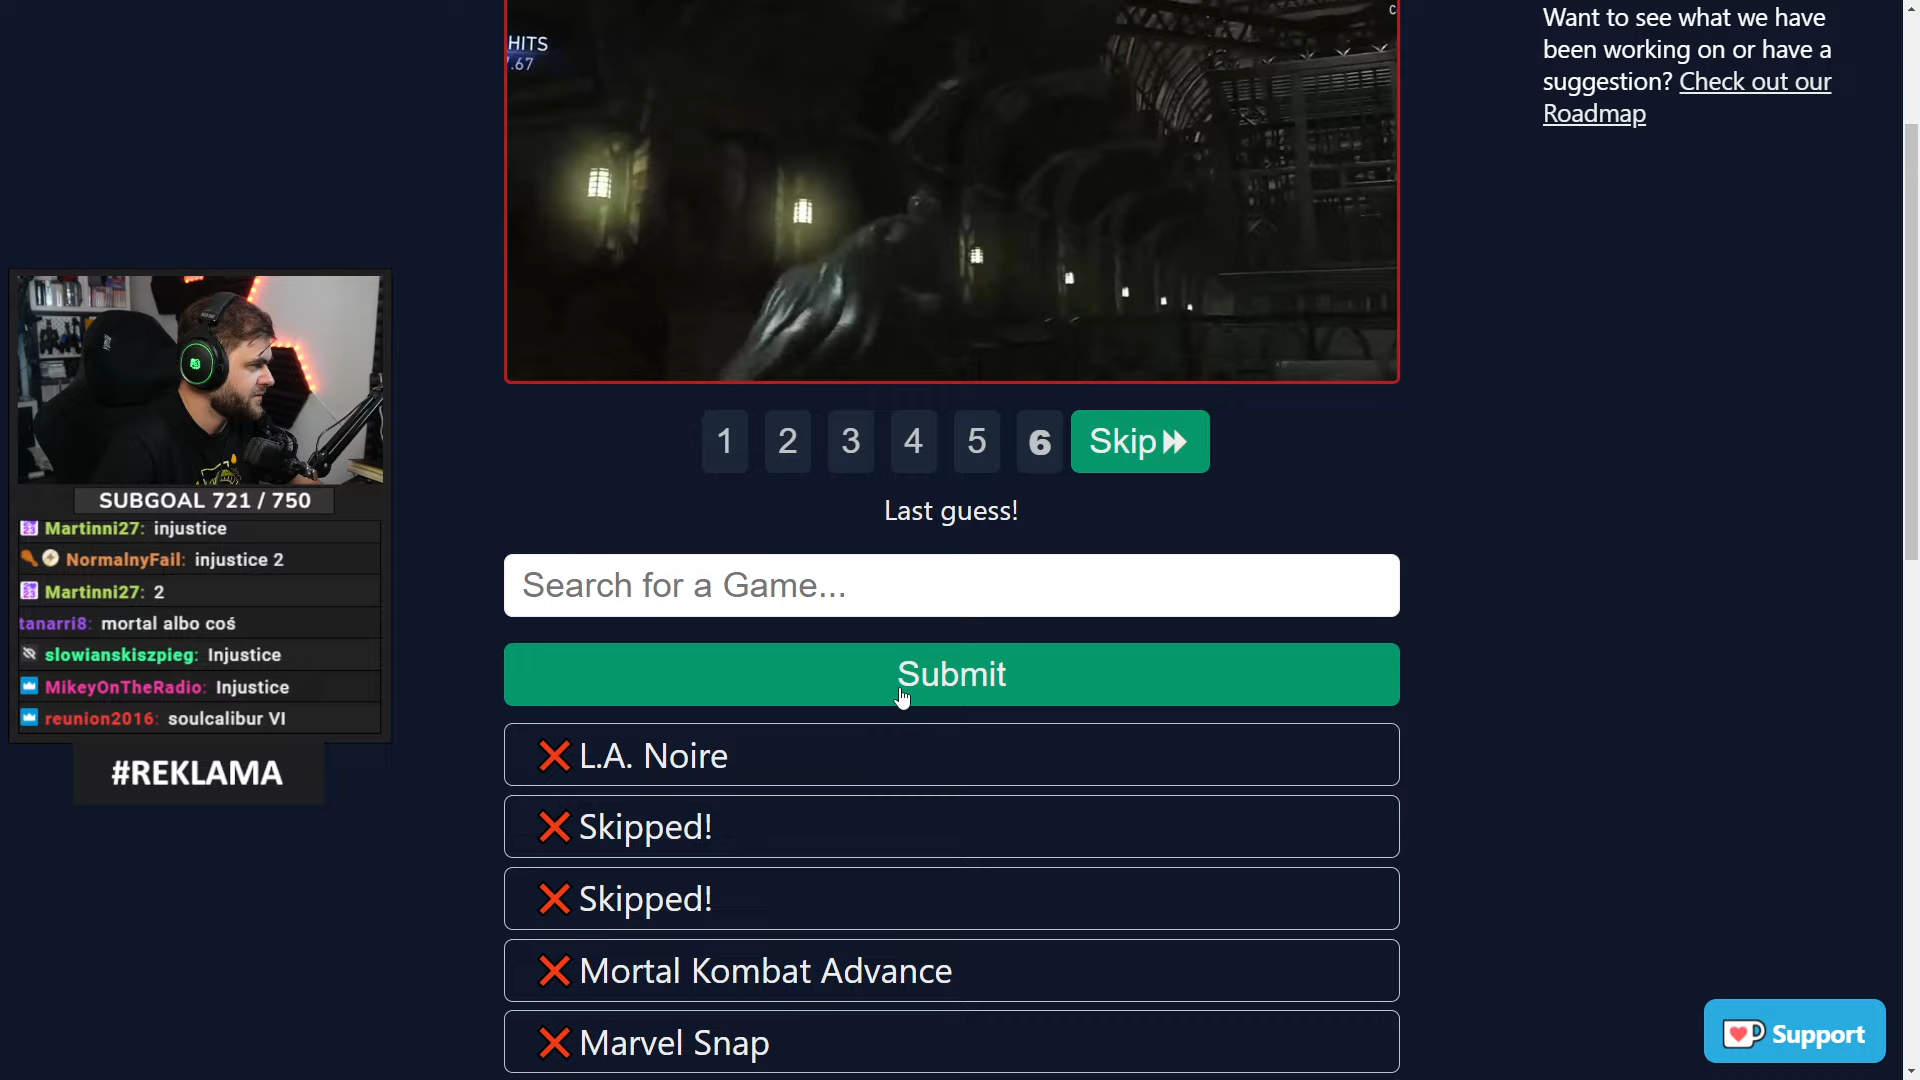 Want to see what we have
been working on or have a
suggestion? Check out our
Roadmap
HITS
.67
C
1 2 3 4 5 6 Skip
Last guess!
Search for a Game...
Submit
❌ L.A. Noire
❌ Skipped!
❌ Skipped!
❌ Mortal Kombat Advance
❌ Marvel Snap
SUBGOAL 721 / 750
Martinni27: injustice
NormalnyFail: injustice 2
Martinni27: 2
tanarri8: mortal albo coś
slowianskiszpieg: Injustice
MikeyOnTheRadio: Injustice
reunion2016: soulcalibur VI
#REKLAMA
Support